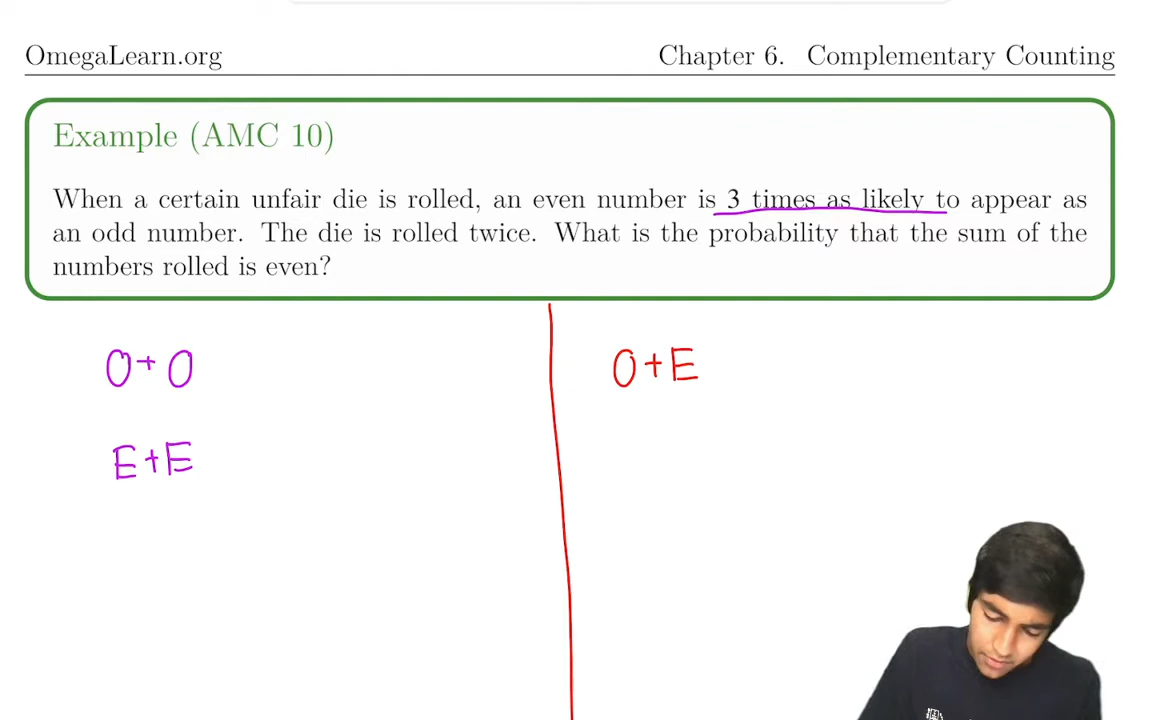 OmegaLearn.org Chapter 6. Complementary Counting
Example (AMC 10)
When a certain unfair die is rolled, an even number is 3 times as likely to appear as
an odd number. The die is rolled twice. What is the probability that the sum of the
numbers rolled is even?
O+O O+E
E+E